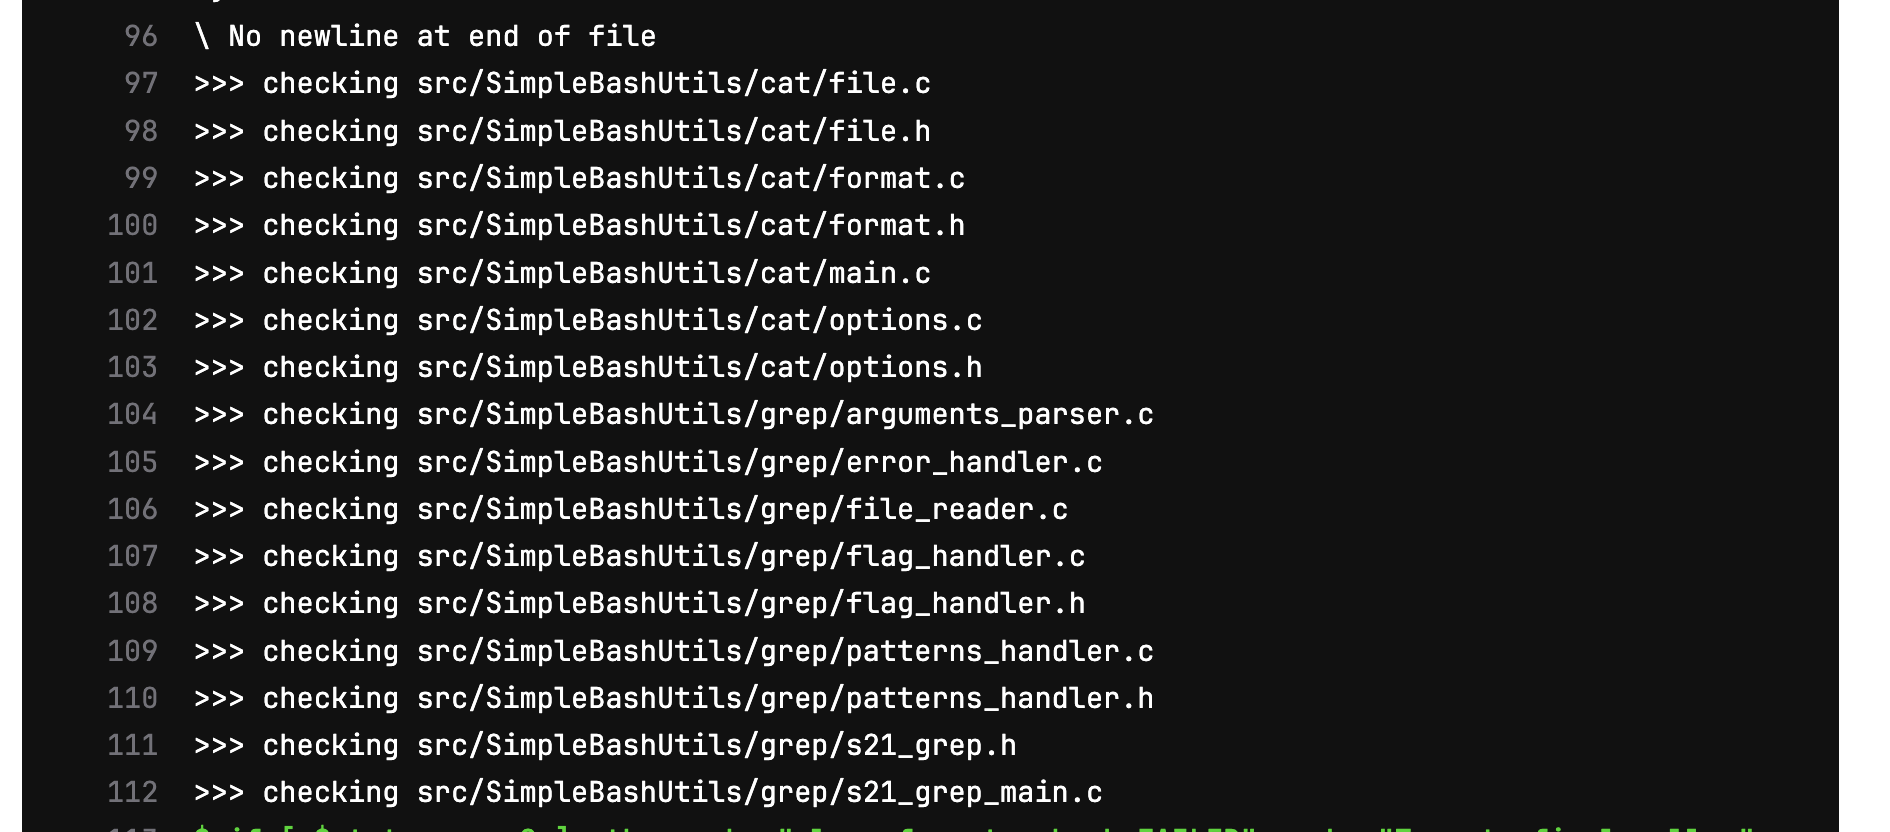 96 \ No newline at end of file
97 >>> checking src/SimpleBashUtils/cat/file.c
98 >>> checking src/SimpleBashUtils/cat/file.h
99 >>> checking src/SimpleBashUtils/cat/format.c
100 >>> checking src/SimpleBashUtils/cat/format.h
101 >>> checking src/SimpleBashUtils/cat/main.c
102 >>> checking src/SimpleBashUtils/cat/options.c
103 >>> checking src/SimpleBashUtils/cat/options.h
104 >>> checking src/SimpleBashUtils/grep/arguments_parser.c
105 >>> checking src/SimpleBashUtils/grep/error_handler.c
106 >>> checking src/SimpleBashUtils/grep/file_reader.c
107 >>> checking src/SimpleBashUtils/grep/flag_handler.c
108 >>> checking src/SimpleBashUtils/grep/flag_handler.h
109 >>> checking src/SimpleBashUtils/grep/patterns_handler.c
110 >>> checking src/SimpleBashUtils/grep/patterns_handler.h
111 >>> checking src/SimpleBashUtils/grep/s21_grep.h
112 >>> checking src/SimpleBashUtils/grep/s21_grep_main.c